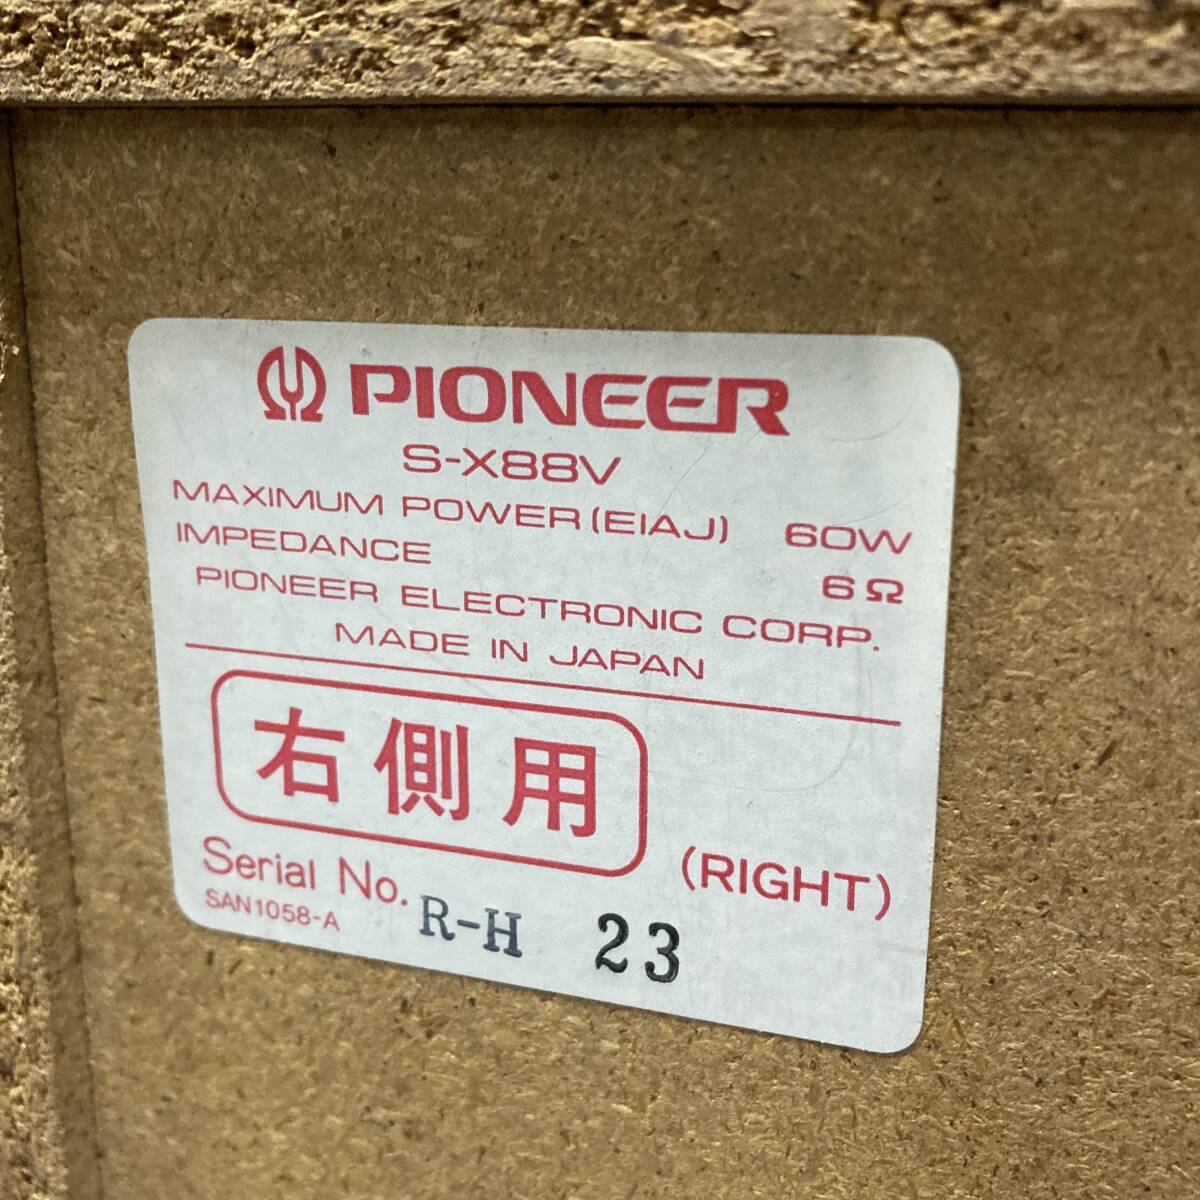 PIONEER
S-X88V
MAXIMUM POWER(EIAJ) 60W
IMPEDANCE 6Ω
PIONEER ELECTRONIC CORP.
MADE IN JAPAN
右側用 (RIGHT)
Serial No. R-H 23
SAN1058-A